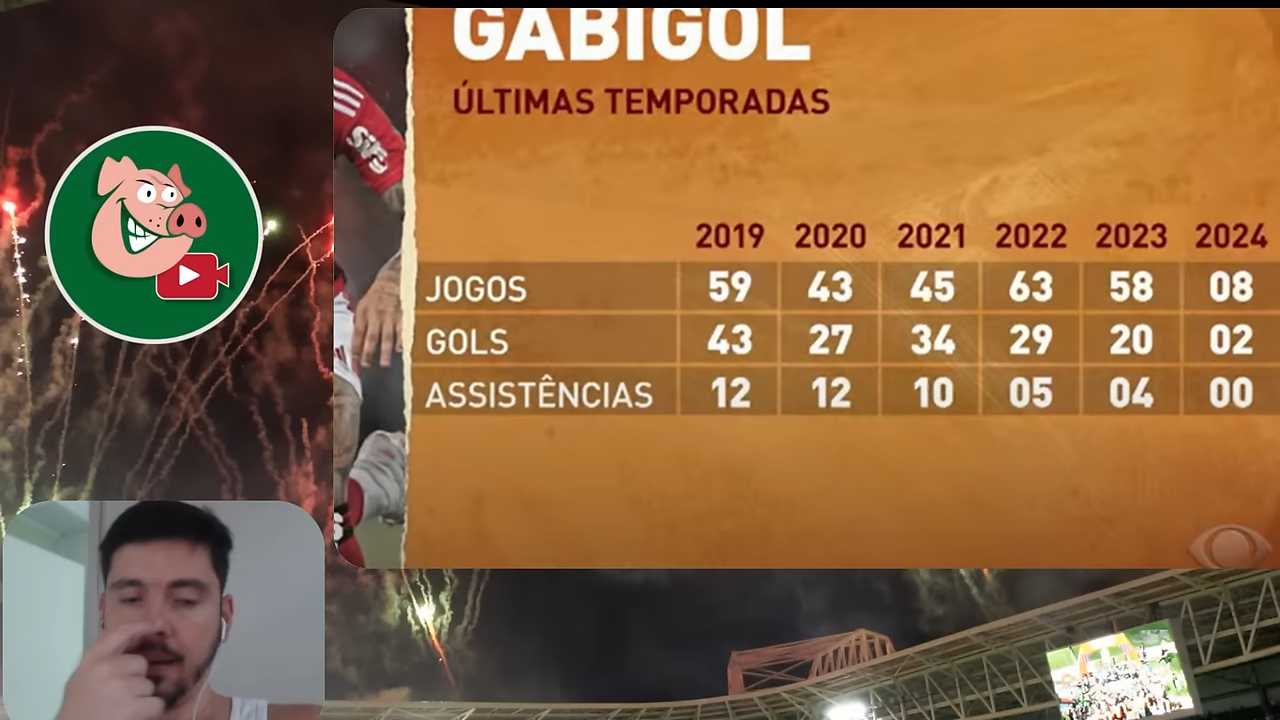 GABIGOL
ÚLTIMAS TEMPORADAS
2019 2020 2021 2022 2023 2024
JOGOS 59 43 45 63 58 08
GOLS 43 27 34 29 20 02
ASSISTÊNCIAS 12 12 10 05 04 00